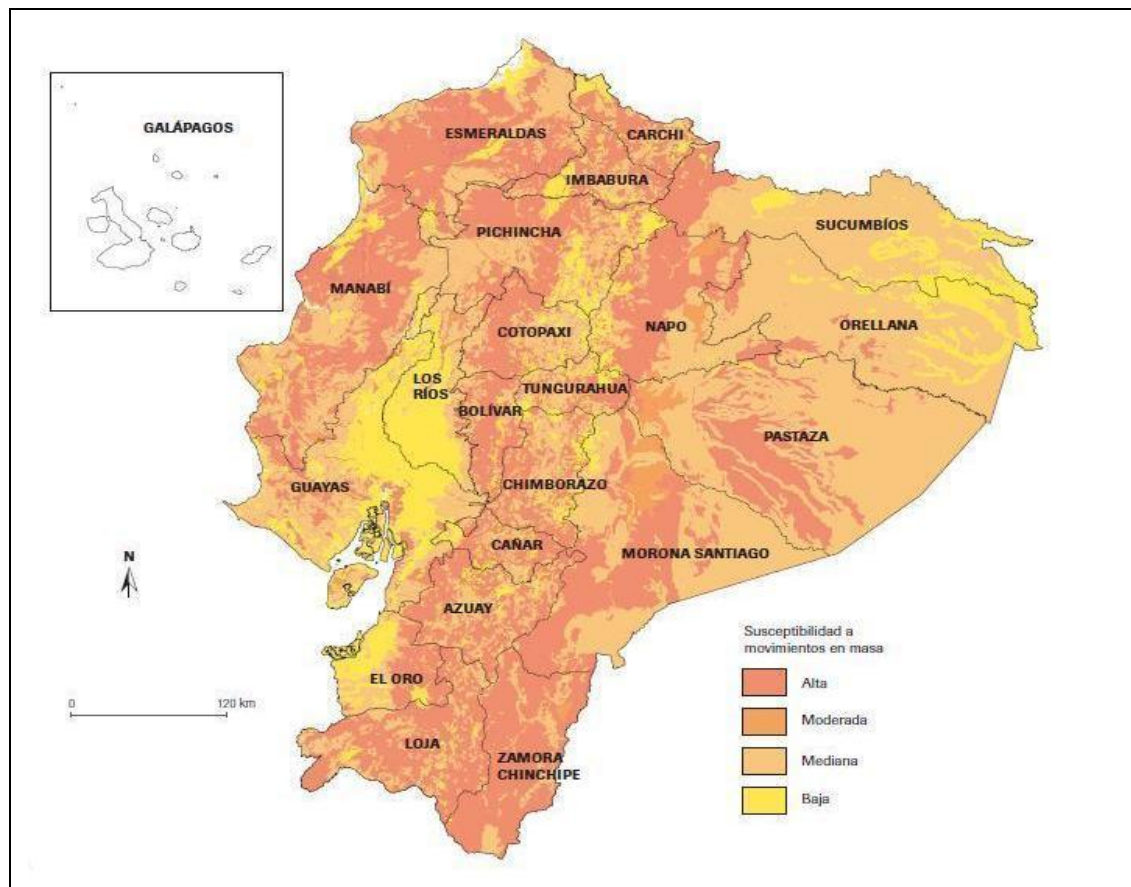 GALÁPAGOS
ESMERALDAS
CARCHI
IMBABURA
SUCUMBÍOS
PICHINCHA
MANABÍ
ORELLANA
NAPO
COTOPAXI
LOS
RÍOS
TUNGURAHUA
BOLÍVAR
PASTAZA
GUAYAS
CHIMBORAZO
CAÑAR
MORONA SANTIAGO
N
AZUAY
EL ORO
LOJA
ZAMORA
CHINCHIPE
0 120 km
Susceptibilidad a
movimientos en masa
Alta
Moderada
Mediana
Baja